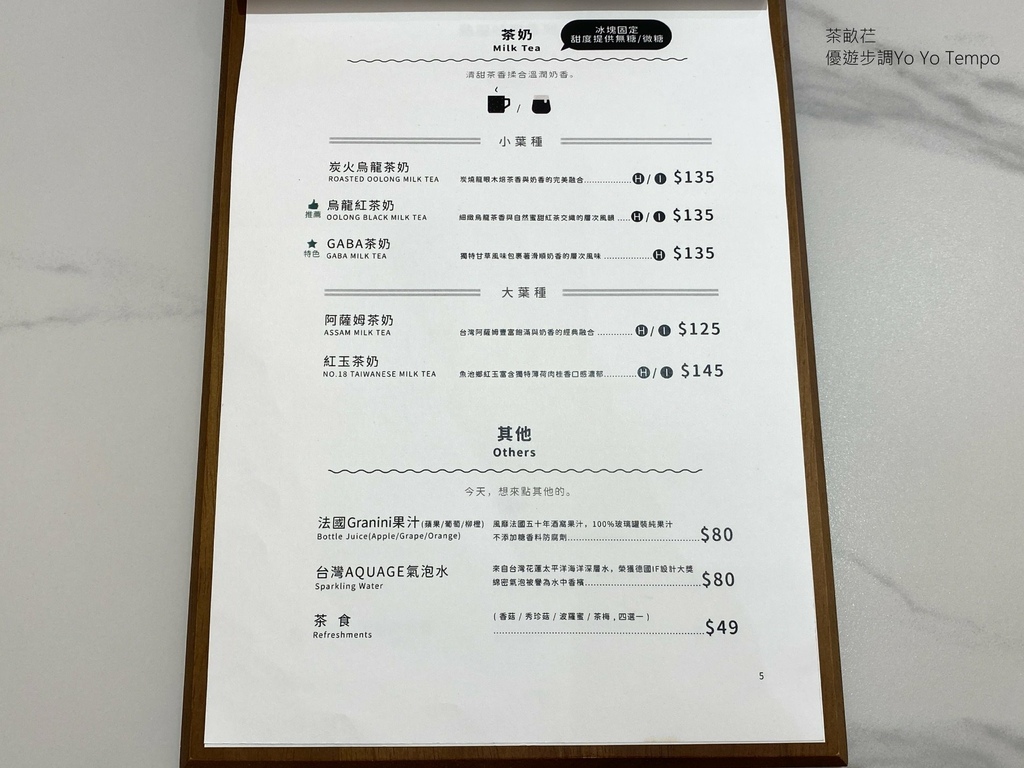 茶奶
Milk Tea
冰塊固定
甜度提供無糖/微糖
茶畝茳
優遊步調Yo Yo Tempo
清甜茶香揉合溫潤奶香。
/
小葉種
炭火烏龍茶奶
ROASTED OOLONG MILK TEA 炭燒龍眼木焙茶香與奶香的完美融合................. H / I $135
推薦 烏龍紅茶奶
OOLONG BLACK MILK TEA 細緻烏龍茶香與自然蜜甜紅茶交織的層次風韻 ..... H / I $135
特色 GABA茶奶
GABA MILK TEA 獨特甘草風味包裹著滑順奶香的層次風味 .................. H $135
大葉種
阿薩姆茶奶
ASSAM MILK TEA 台灣阿薩姆豐富飽滿與奶香的經典融合 ............. H / I $125
紅玉茶奶
NO.18 TAIWANESE MILK TEA 魚池鄉紅玉富含獨特薄荷肉桂香口感濃郁............ H / I $145
其他
Others
今天，想來點其他的。
法國Granini果汁(蘋果/葡萄/柳橙) 風靡法國五十年酒店果汁，100%玻璃罐裝純果汁
Bottle Juice(Apple/Grape/Orange) 不添加糖香料防腐劑................................................$80
台灣AQUAGE氣泡水 來自台灣花蓮太平洋海洋深層水，榮獲德國IF設計大獎
Sparkling Water 綿密氣泡被譽為水中香檳..........................................$80
茶 食 ( 香菇 / 秀珍菇 / 波羅蜜 / 茶梅 , 四選一 )
Refreshments ...........................................................................$49
5